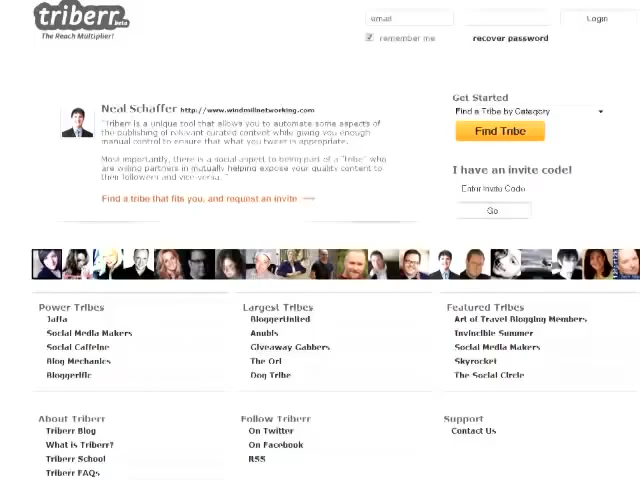 triberr
beta
The Reach Multiplier!
email
Login
remember me
recover password
Neal Schaffer http://www.windmillnetworking.com
"Triberr is a unique tool that allows you to automate some aspects of
the publishing of relevant curated content while giving you enough
manual control to ensure that what you tweet is appropriate.
Most importantly, there is a social aspect to being part of a "tribe" who
are willing partners in mutually helping expose your quality content to
their followers and vice-versa."
Find a tribe that fits you, and request an invite
Get Started
Find a Tribe by Category
Find Tribe
I have an invite code!
Enter Invite Code
Go
Power Tribes
Jaffa
Social Media Makers
Social Caffeine
Blog Mechanics
Bloggerific
Largest Tribes
BloggerUnited
Anubis
Giveaway Gabbers
The Ori
Dog Tribe
Featured Tribes
Art of Travel Blogging Members
Invincible Summer
Social Media Makers
Skyrocket
The Social Circle
About Triberr
Triberr Blog
What is Triberr?
Triberr School
Triberr FAQs
Follow Triberr
On Twitter
On Facebook
RSS
Support
Contact Us